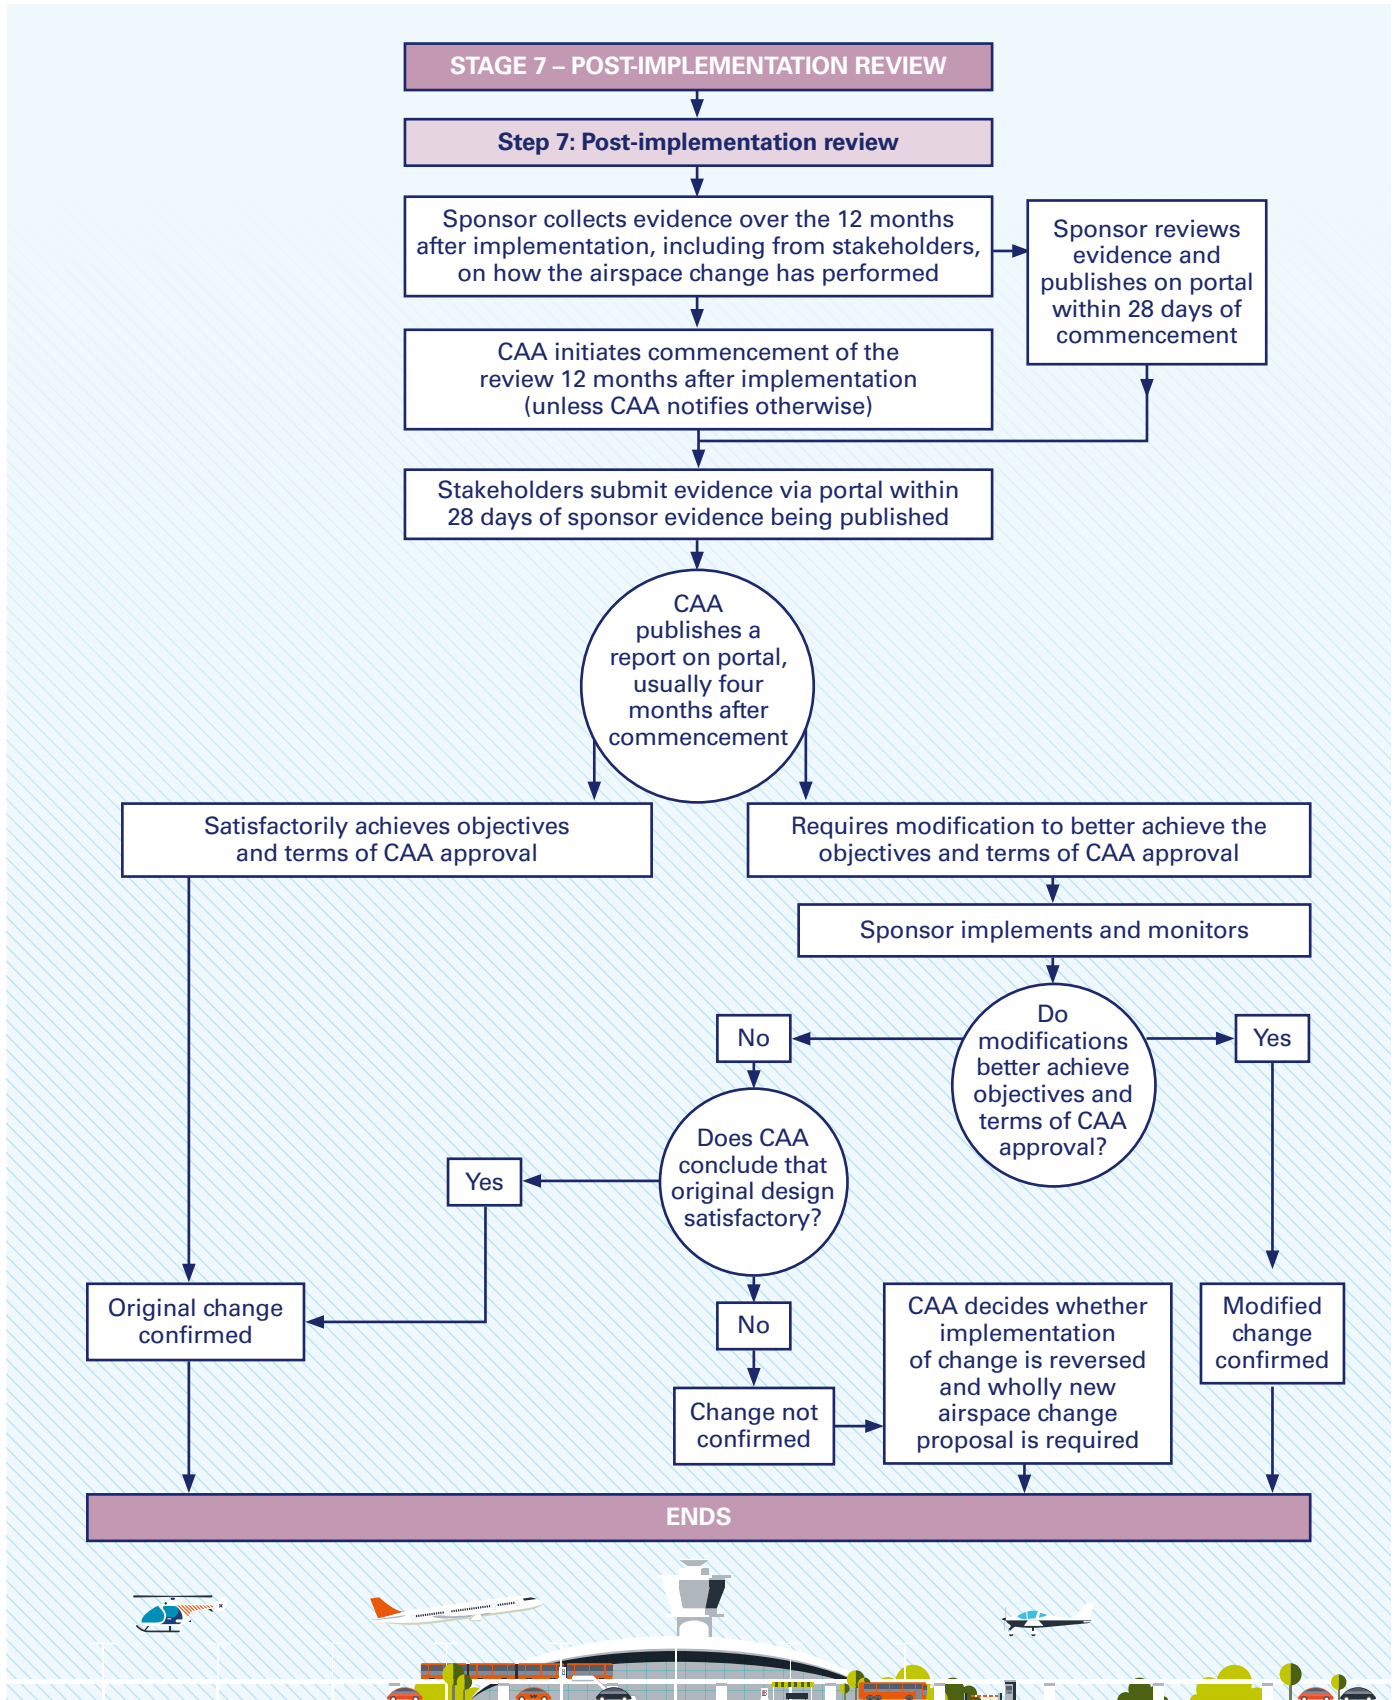 STAGE 7 – POST-IMPLEMENTATION REVIEW
Step 7: Post-implementation review
Sponsor collects evidence over the 12 months
after implementation, including from stakeholders,
on how the airspace change has performed
Sponsor reviews
evidence and
publishes on portal
within 28 days of
commencement
CAA initiates commencement of the
review 12 months after implementation
(unless CAA notifies otherwise)
Stakeholders submit evidence via portal within
28 days of sponsor evidence being published
CAA
publishes a
report on portal,
usually four
months after
commencement
Satisfactorily achieves objectives
and terms of CAA approval
Requires modification to better achieve the
objectives and terms of CAA approval
Sponsor implements and monitors
Do
modifications
better achieve
objectives and
terms of CAA
approval?
No
Yes
Does CAA
conclude that
original design
satisfactory?
Yes
Original change
confirmed
No
Change not
confirmed
CAA decides whether
implementation
of change is reversed
and wholly new
airspace change
proposal is required
Modified
change
confirmed
ENDS